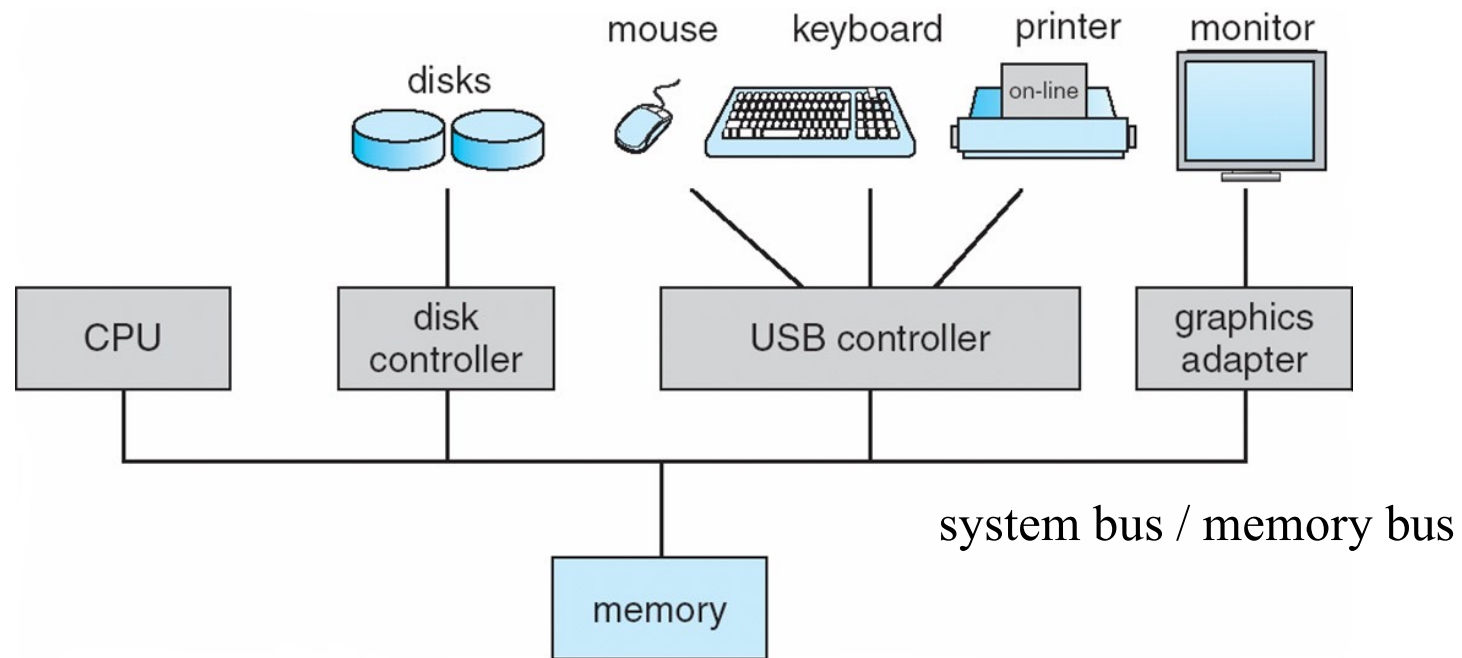 mouse
keyboard
printer
monitor
disks
on-line
CPU
disk
controller
USB controller
graphics
adapter
system bus / memory bus
memory